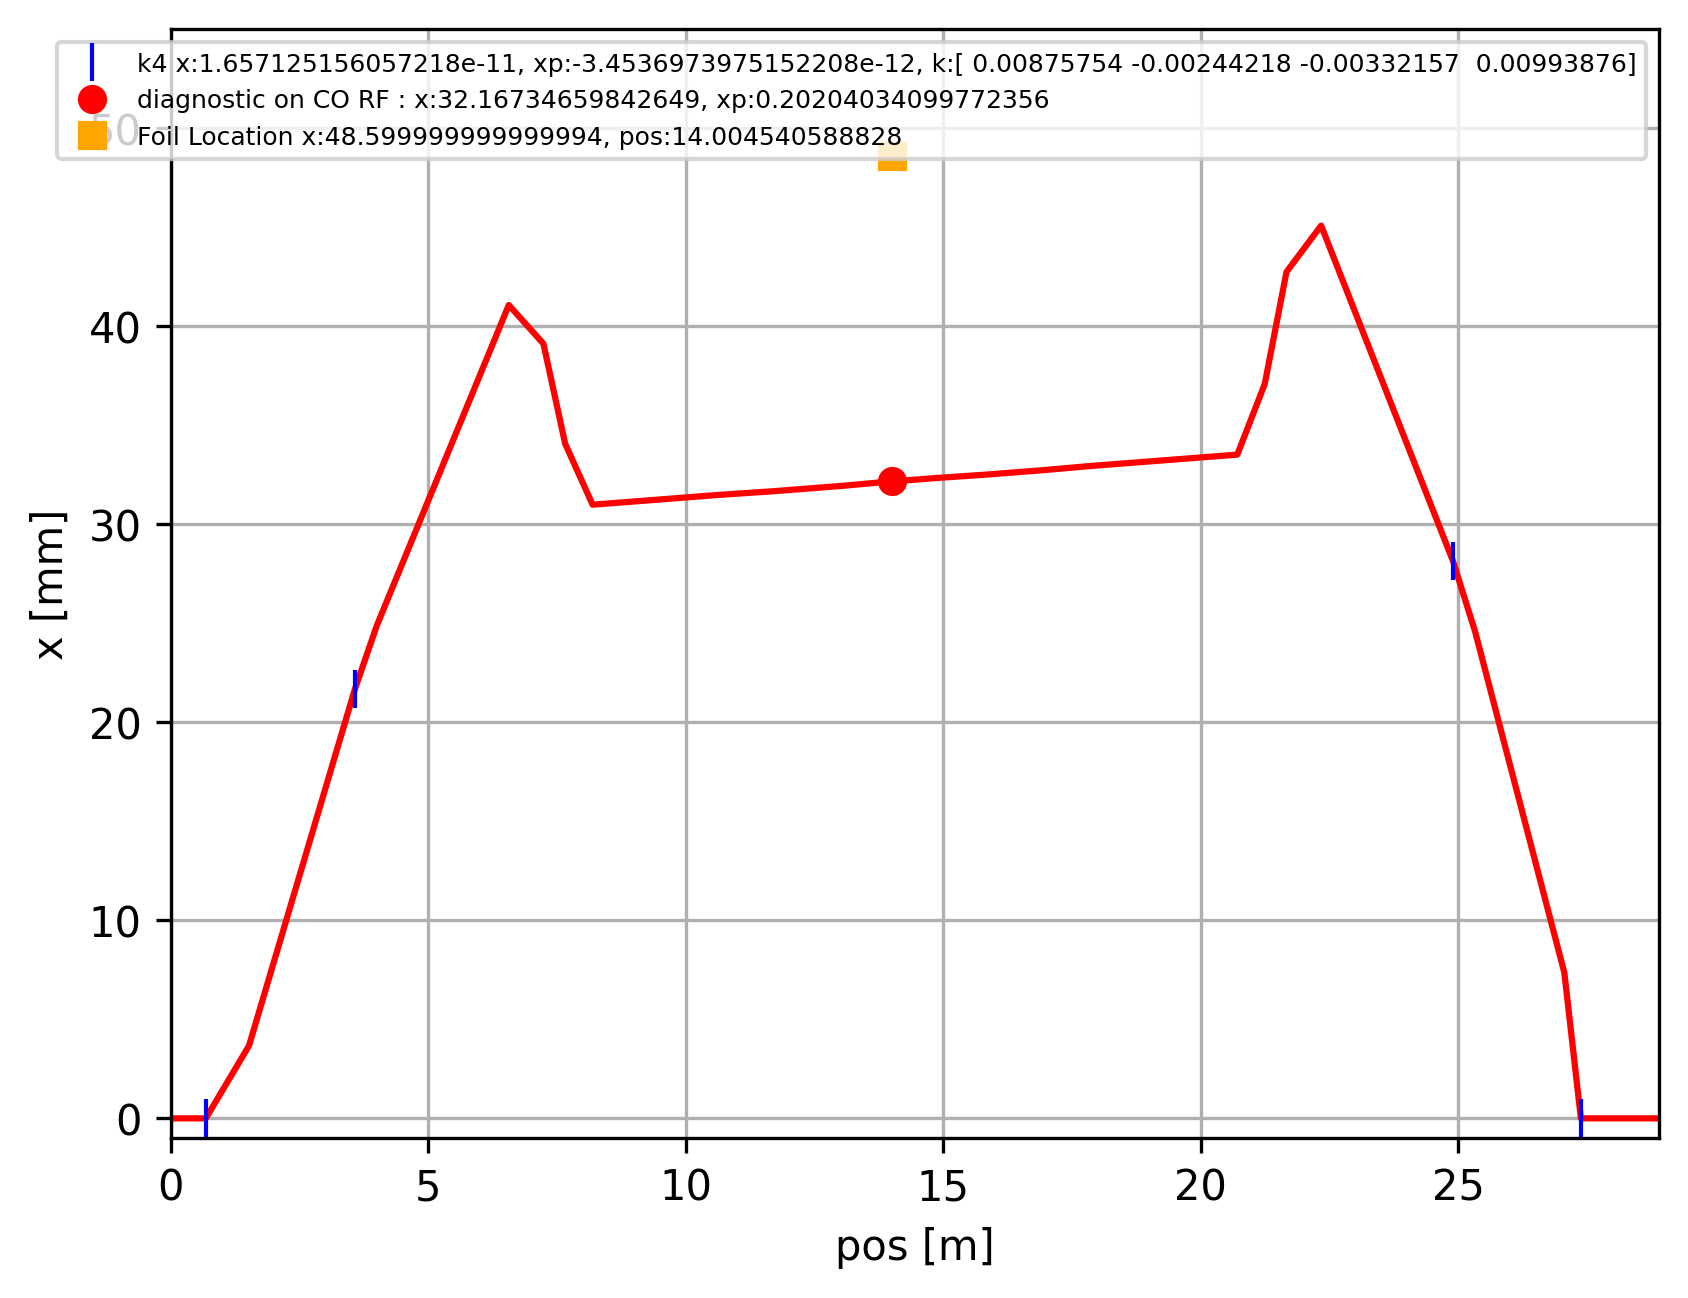 k4 x:1.657125156057218e-11, xp:-3.4536973975152208e-12, k:[ 0.00875754 -0.00244218 -0.00332157  0.00993876]
diagnostic on CO RF : x:32.16734659842649, xp:0.20204034099772356
Foil Location x:48.599999999999994, pos:14.004540588828
50
40
30
20
10
0
x [mm]
0 5 10 15 20 25
pos [m]